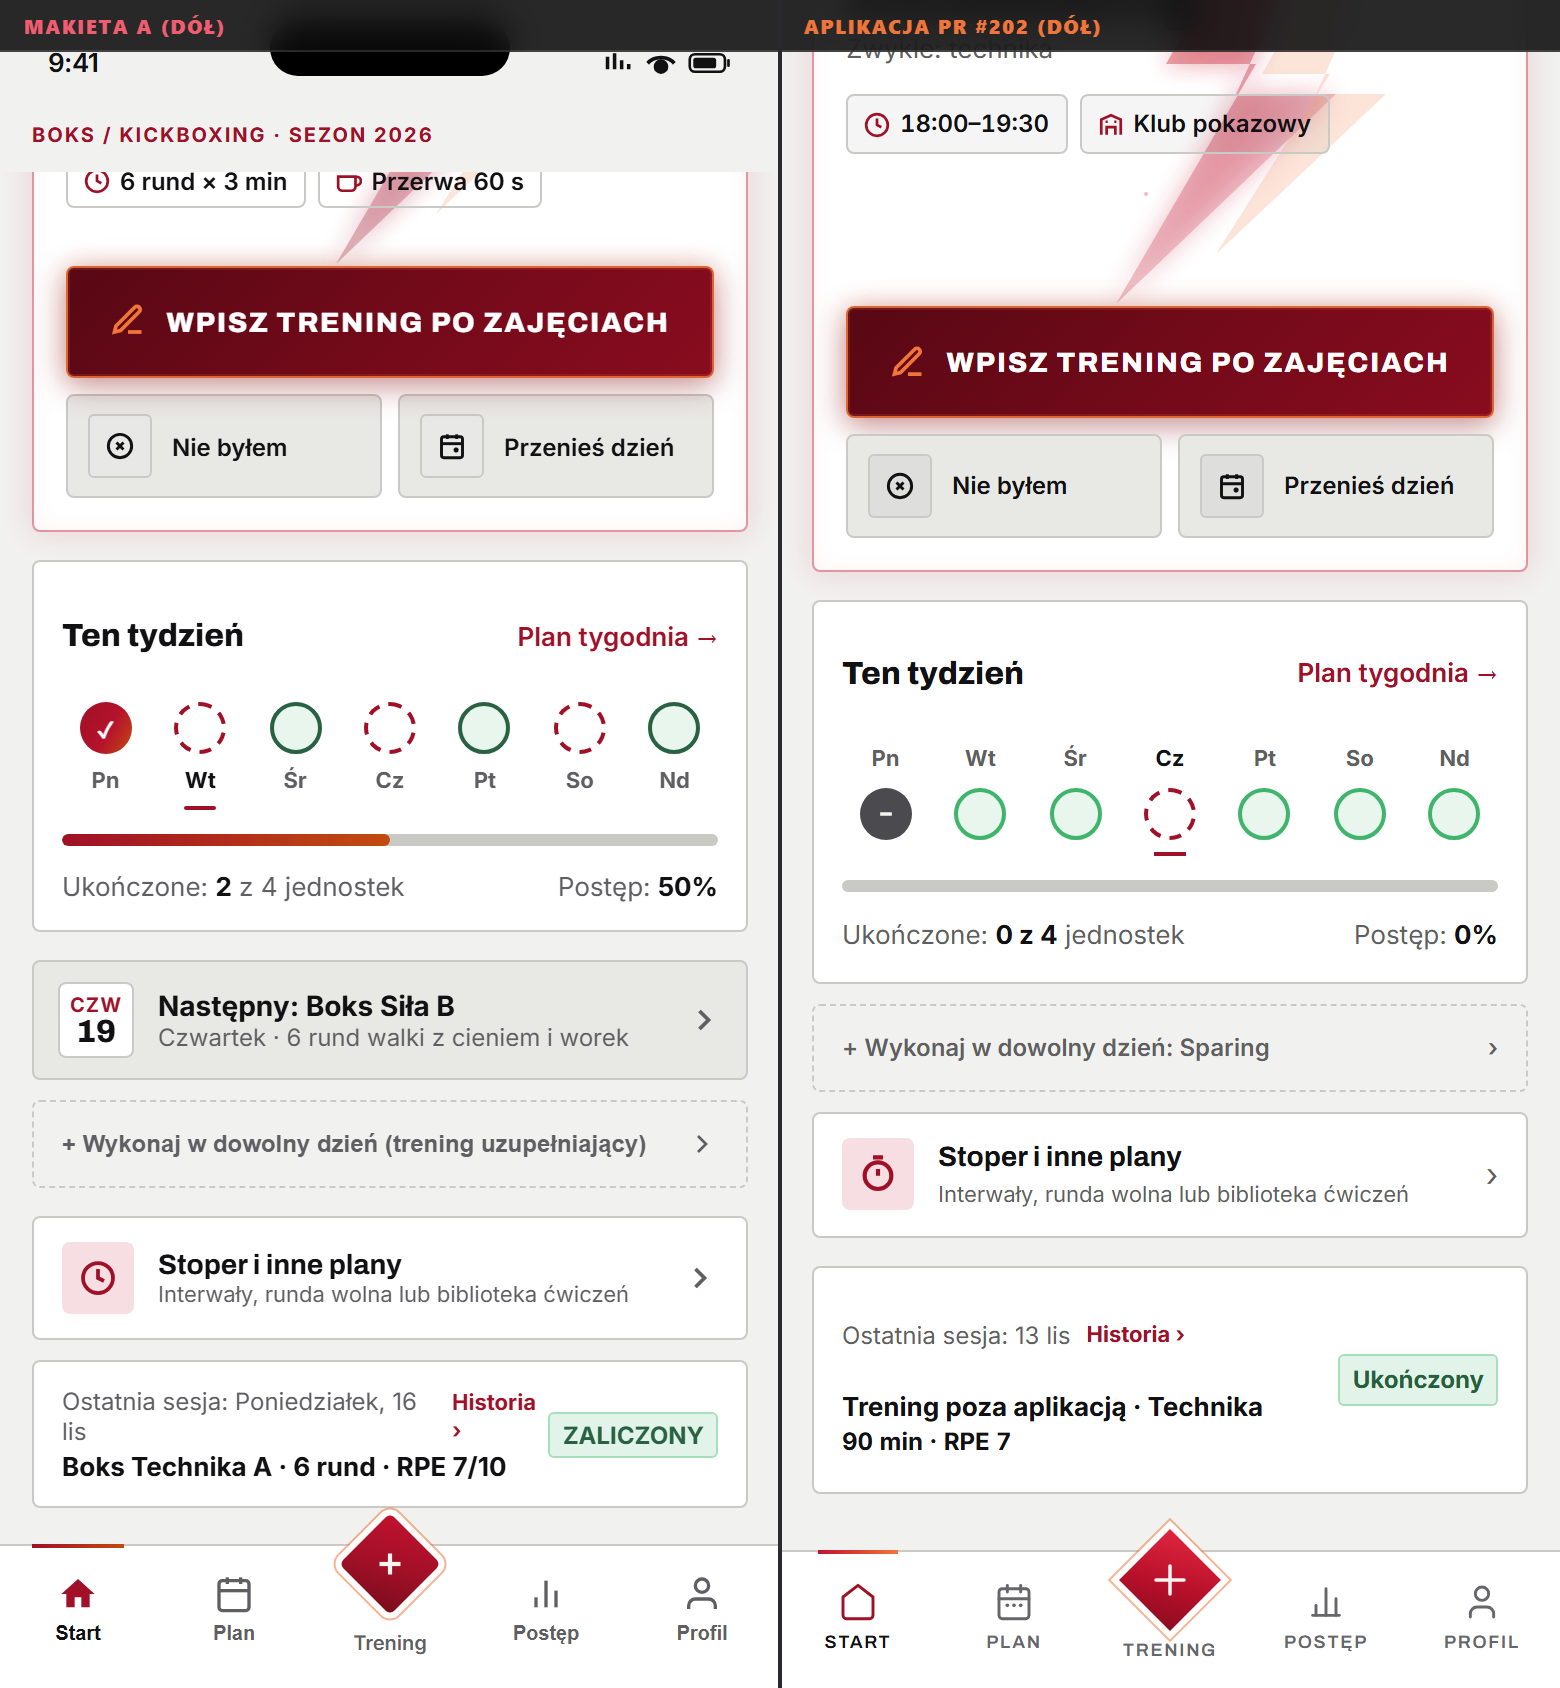 MAKIETA A (DÓŁ)
9:41
BOKS / KICKBOXING · SEZON 2026
6 rund × 3 min
Przerwa 60 s
WPISZ TRENING PO ZAJĘCIACH
Nie byłem
Przenieś dzień
Ten tydzień
Plan tygodnia →
✓
Pn Wt Śr Cz Pt So Nd
Ukończone: 2 z 4 jednostek
Postęp: 50%
CZW
19
Następny: Boks Siła B
Czwartek · 6 rund walki z cieniem i worek
+ Wykonaj w dowolny dzień (trening uzupełniający)
Stoper i inne plany
Interwały, runda wolna lub biblioteka ćwiczeń
Ostatnia sesja: Poniedziałek, 16
lis
Historia
›
Boks Technika A · 6 rund · RPE 7/10
ZALICZONY
Start
Plan
Trening
Postęp
Profil
APLIKACJA PR #202 (DÓŁ)
Zwykle: technika
18:00–19:30
Klub pokazowy
WPISZ TRENING PO ZAJĘCIACH
Nie byłem
Przenieś dzień
Ten tydzień
Plan tygodnia →
Pn Wt Śr Cz Pt So Nd
–
Ukończone: 0 z 4 jednostek
Postęp: 0%
+ Wykonaj w dowolny dzień: Sparing ›
Stoper i inne plany
Interwały, runda wolna lub biblioteka ćwiczeń
›
Ostatnia sesja: 13 lis
Historia ›
Trening poza aplikacją · Technika
90 min · RPE 7
Ukończony
START
PLAN
TRENING
POSTĘP
PROFIL